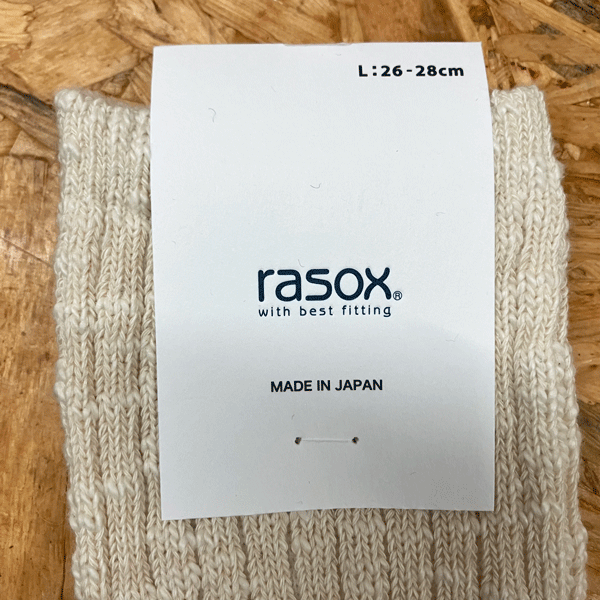 L:26-28cm
rasox®
with best fitting
MADE IN JAPAN